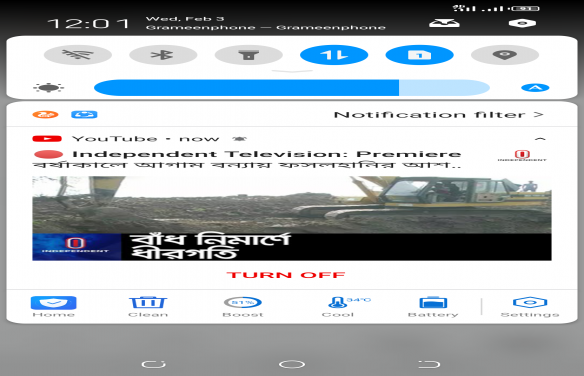 12:01
Wed, Feb 3
Grameenphone — Grameenphone
Notification filter >
YouTube • now
Independent Television: Premiere
বর্ষাকালে আগাম বন্যায় ফসলহানির আশ..
INDEPENDENT
বাঁধ নির্মাণে
ধীরগতি
INDEPENDENT
TURN OFF
51%
34°C
Home
Clean
Boost
Cool
Battery
Settings